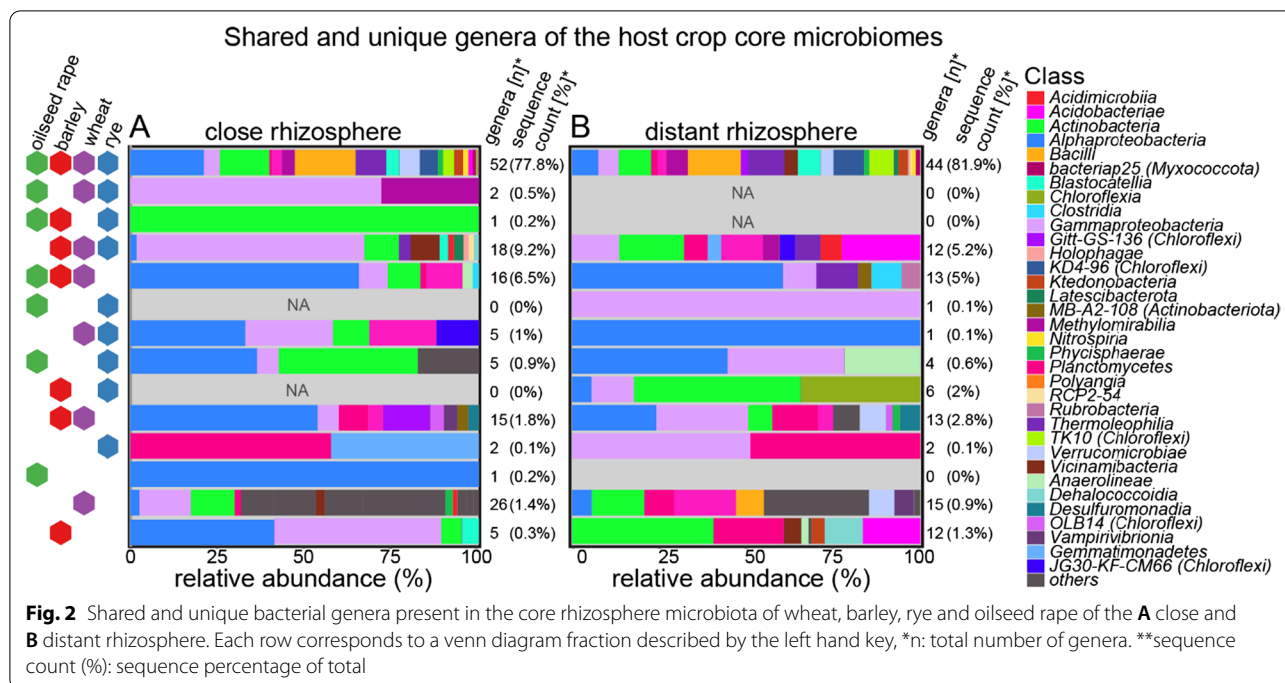 Shared and unique genera of the host crop core microbiomes
oilseed rape
barley
wheat
rye
A
close rhizosphere
genera [n]*
sequence
count [%]*
B
distant rhizosphere
genera [n]*
sequence
count [%]*
52 (77.8%)
44 (81.9%)
2 (0.5%)
NA
0 (0%)
1 (0.2%)
NA
0 (0%)
18 (9.2%)
12 (5.2%)
16 (6.5%)
13 (5%)
NA
0 (0%)
1 (0.1%)
5 (1%)
1 (0.1%)
5 (0.9%)
4 (0.6%)
NA
0 (0%)
6 (2%)
15 (1.8%)
13 (2.8%)
2 (0.1%)
2 (0.1%)
1 (0.2%)
0 (0%)
26 (1.4%)
15 (0.9%)
5 (0.3%)
12 (1.3%)
0 25 50 75 100
relative abundance (%)
0 25 50 75 100
relative abundance (%)
Class
Acidimicrobiia
Acidobacteriae
Actinobacteria
Alphaproteobacteria
Bacilli
bacteriap25 (Myxococcota)
Blastocatellia
Chloroflexia
Clostridia
Gammaproteobacteria
Gitt-GS-136 (Chloroflexi)
Holophagae
KD4-96 (Chloroflexi)
Ktedonobacteria
Latescibacterota
MB-A2-108 (Actinobacteriota)
Methylomirabilia
Nitrospiria
Phycisphaerae
Planctomycetes
Polyangia
RCP2-54
Rubrobacteria
Thermoleophilia
TK10 (Chloroflexi)
Verrucomicrobiae
Vicinamibacteria
Anaerolineae
Dehalococcoidia
Desulfuromonadia
OLB14 (Chloroflexi)
Vampirivibrionia
Gemmatimonadetes
JG30-KF-CM66 (Chloroflexi)
others
Fig. 2 Shared and unique bacterial genera present in the core rhizosphere microbiota of wheat, barley, rye and oilseed rape of the A close and
B distant rhizosphere. Each row corresponds to a venn diagram fraction described by the left hand key, *n: total number of genera. **sequence
count (%): sequence percentage of total